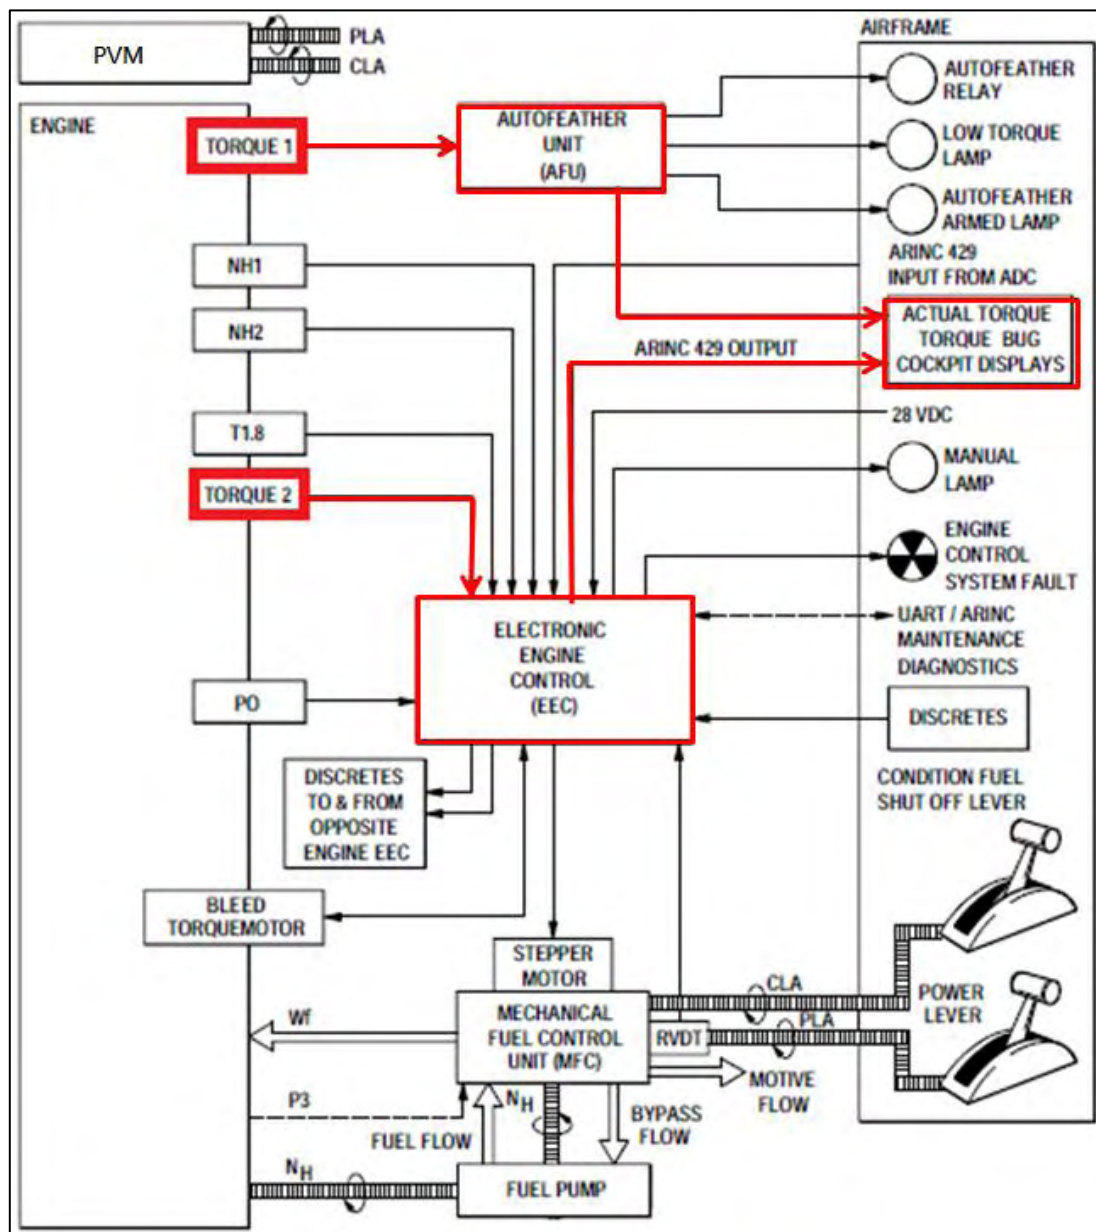 PVM
PLA
CLA
AIRFRAME
ENGINE
TORQUE 1
AUTOFEATHER
UNIT
(AFU)
AUTOFEATHER
RELAY
LOW TORQUE
LAMP
AUTOFEATHER
ARMED LAMP
NH1
ARINC 429
INPUT FROM ADC
NH2
ARINC 429 OUTPUT
ACTUAL TORQUE
TORQUE BUG
COCKPIT DISPLAYS
T1.8
28 VDC
TORQUE 2
MANUAL
LAMP
ENGINE
CONTROL
SYSTEM FAULT
ELECTRONIC
ENGINE
CONTROL
(EEC)
UART / ARINC
MAINTENANCE
DIAGNOSTICS
PO
DISCRETES
DISCRETES
TO & FROM
OPPOSITE
ENGINE EEC
CONDITION FUEL
SHUT OFF LEVER
BLEED
TORQUEMOTOR
STEPPER
MOTOR
CLA
POWER
LEVER
Wf
MECHANICAL
FUEL CONTROL
UNIT (MFC)
RVDT
PLA
MOTIVE
FLOW
P3
NH
FUEL FLOW
BYPASS
FLOW
NH
FUEL PUMP